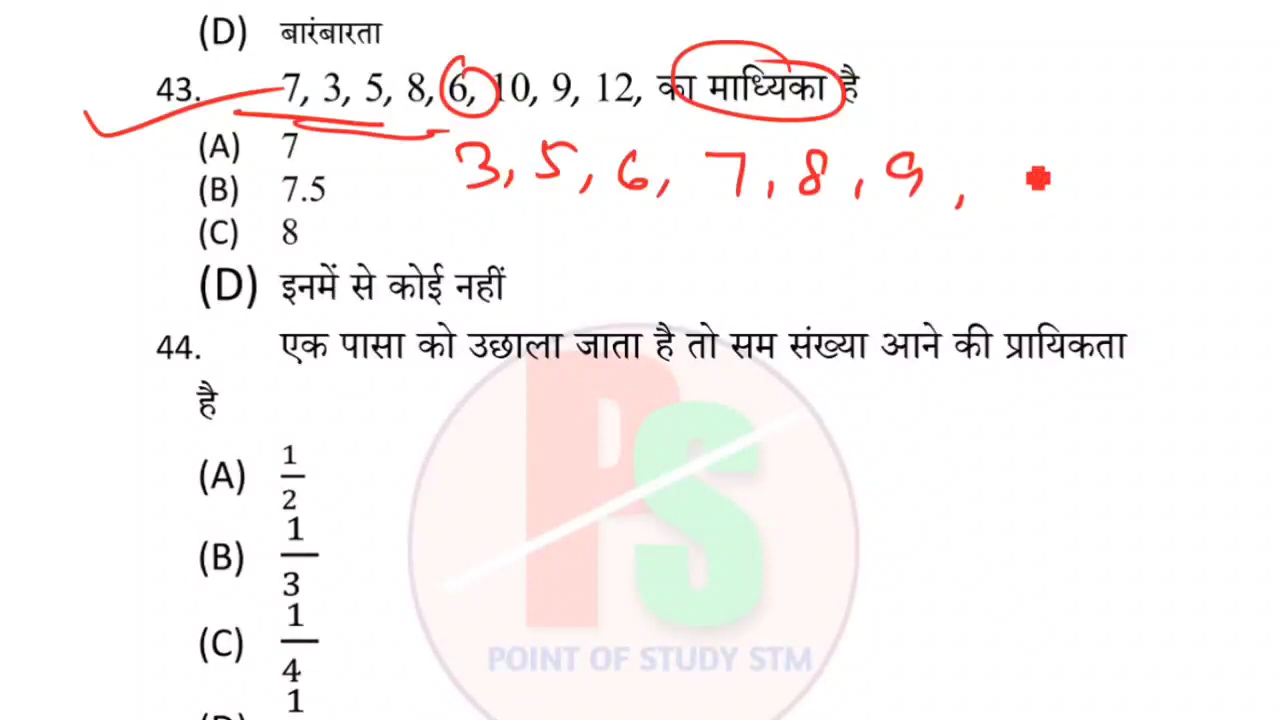 (D) बारंबारता
43. 7, 3, 5, 8, 6, 10, 9, 12, का माध्यिका है
(A) 7
3, 5, 6, 7, 8, 9,
(B) 7.5
(C) 8
(D) इनमें से कोई नहीं
44. एक पासा को उछाला जाता है तो सम संख्या आने की प्रायिकता
है
(A) 1/2
(B) 1/3
(C) 1/4
1
PS
POINT OF STUDY STM